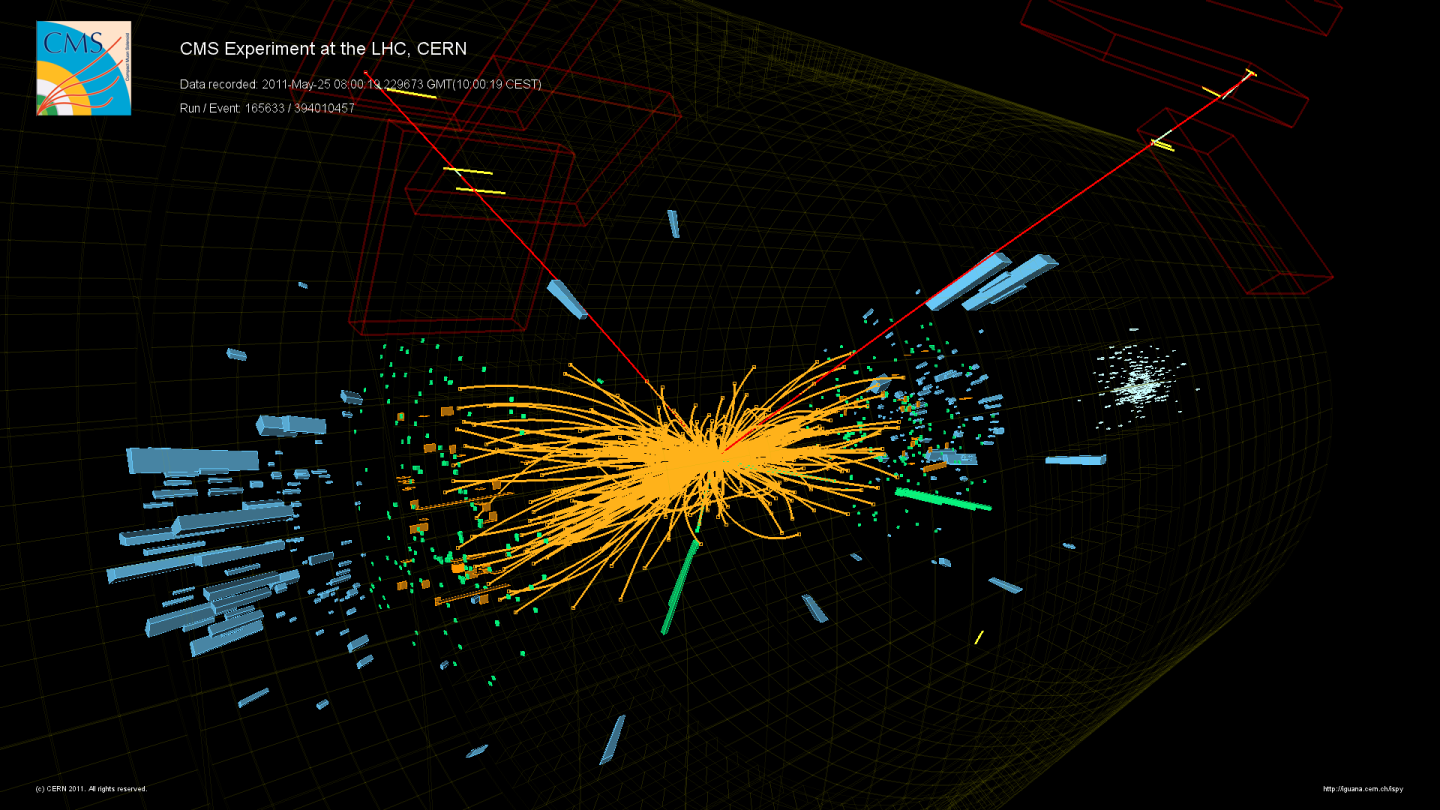 CMS
CMS Experiment at the LHC, CERN
Data recorded: 2011-May-25 08:00:19.229673 GMT(10:00:19 CEST)
Run / Event: 165633 / 394010457
(c) CERN 2011. All rights reserved.
http://iguana.cern.ch/ispy